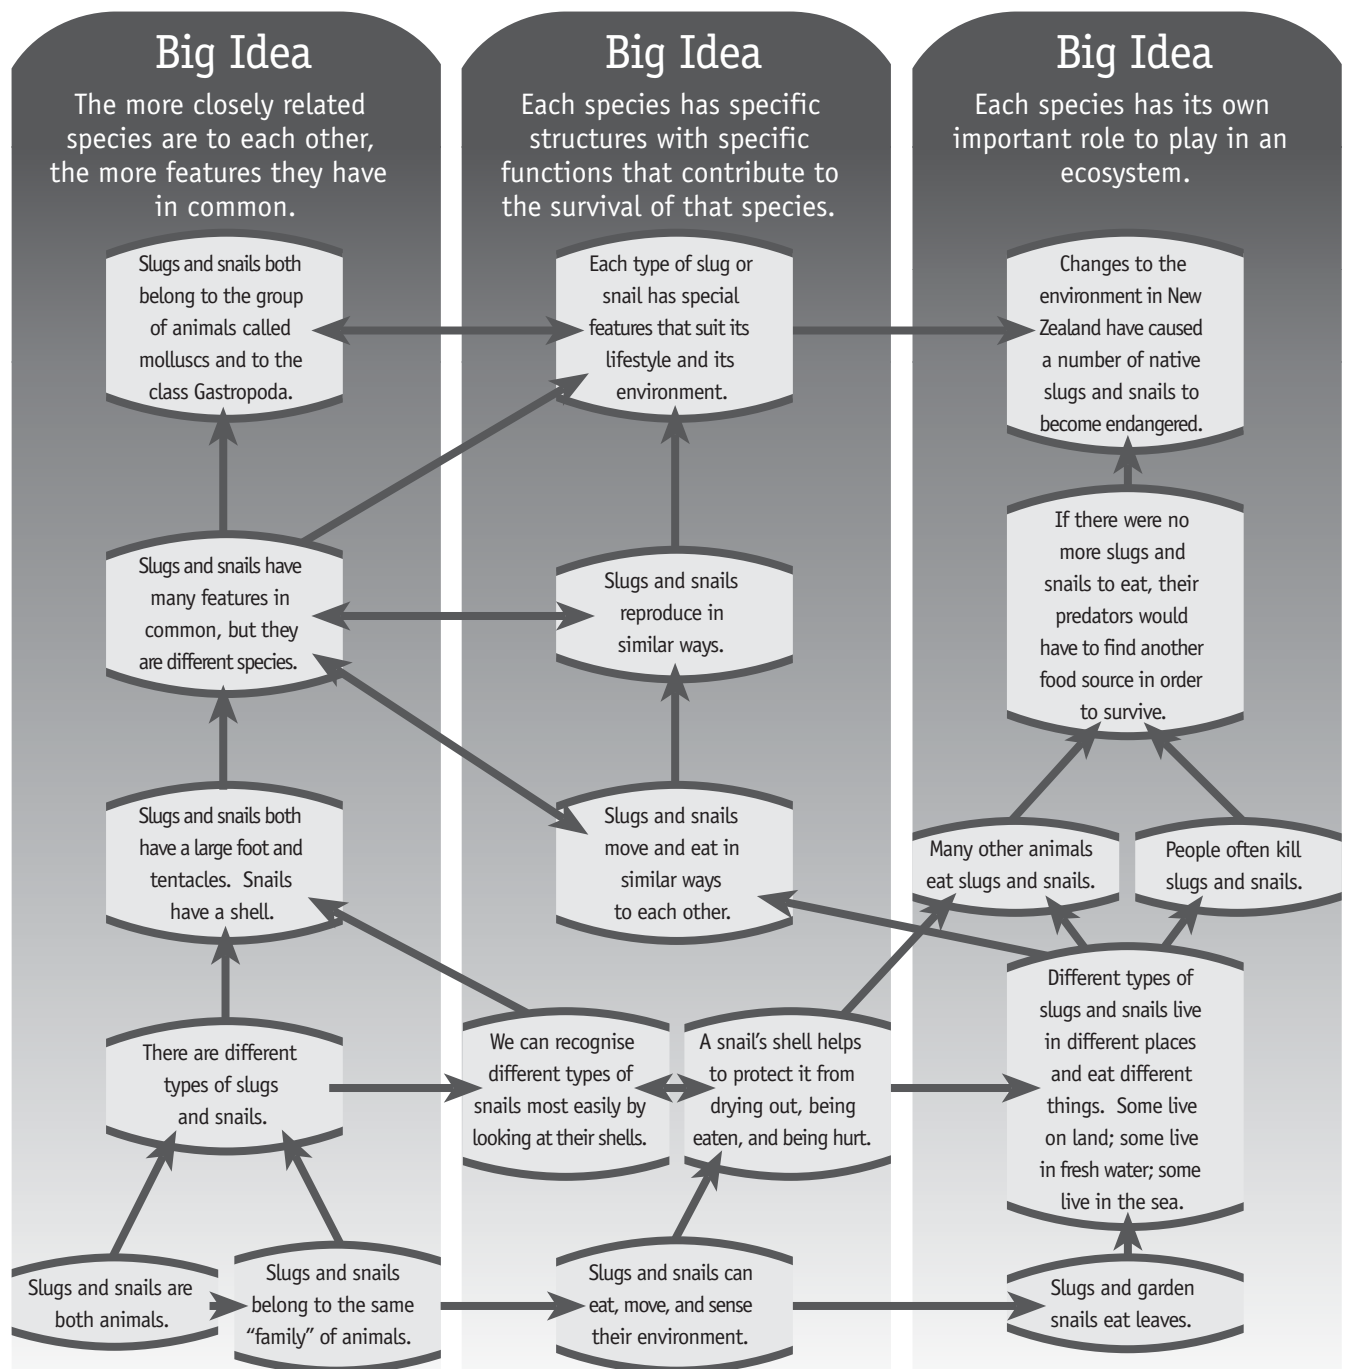 Big Idea
The more closely related
species are to each other,
the more features they have
in common.
Slugs and snails both
belong to the group
of animals called
molluscs and to the
class Gastropoda.
Slugs and snails have
many features in
common, but they
are different species.
Slugs and snails both
have a large foot and
tentacles. Snails
have a shell.
There are different
types of slugs
and snails.
Slugs and snails are
both animals.
Slugs and snails
belong to the same
“family” of animals.
Big Idea
Each species has specific
structures with specific
functions that contribute to
the survival of that species.
Each type of slug or
snail has special
features that suit its
lifestyle and its
environment.
Slugs and snails
reproduce in
similar ways.
Slugs and snails
move and eat in
similar ways
to each other.
We can recognise
different types of
snails most easily by
looking at their shells.
A snail’s shell helps
to protect it from
drying out, being
eaten, and being hurt.
Slugs and snails can
eat, move, and sense
their environment.
Big Idea
Each species has its own
important role to play in an
ecosystem.
Changes to the
environment in New
Zealand have caused
a number of native
slugs and snails to
become endangered.
If there were no
more slugs and
snails to eat, their
predators would
have to find another
food source in order
to survive.
Many other animals
eat slugs and snails.
People often kill
slugs and snails.
Different types of
slugs and snails live
in different places
and eat different
things. Some live
on land; some live
in fresh water; some
live in the sea.
Slugs and garden
snails eat leaves.